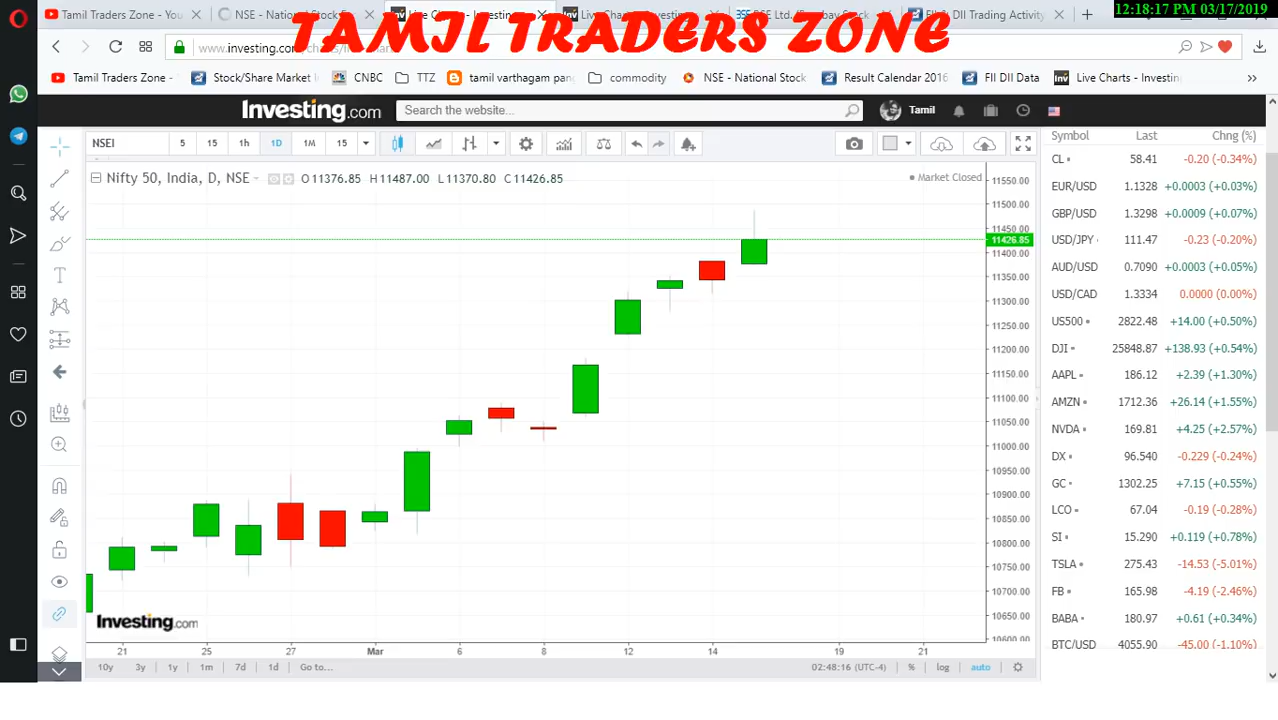 Tamil Traders Zone - You
NSE - National Stock E
Live Charts - Investing
Live Charts - Investing
BSE Ltd. (Bombay Stock
FII & DII Trading Activity
12:18:17 PM 03/17/2019
TAMIL TRADERS ZONE
www.investing.com
Tamil Traders Zone -
Stock/Share Market I
CNBC
TTZ
tamil varthagam pan
commodity
NSE - National Stock
Result Calendar 2016
FII DII Data
Live Charts - Investin
»
Investing.com
Search the website...
Tamil
NSEI
5
15
1h
1D
1M
15
Symbol Last Chng (%)
Nifty 50, India, D, NSE
O 11376.85 H 11487.00 L 11370.80 C 11426.85
Market Closed
11550.00
11500.00
11450.00
11426.85
11400.00
11350.00
11300.00
11250.00
11200.00
11150.00
11100.00
11050.00
11000.00
10950.00
10900.00
10850.00
10800.00
10750.00
10700.00
10650.00
10600.00
CL 58.41 -0.20 (-0.34%)
EUR/USD 1.1328 +0.0003 (+0.03%)
GBP/USD 1.3298 +0.0009 (+0.07%)
USD/JPY 111.47 -0.23 (-0.20%)
AUD/USD 0.7090 +0.0003 (+0.05%)
USD/CAD 1.3334 0.0000 (0.00%)
US500 2822.48 +14.00 (+0.50%)
DJI 25848.87 +138.93 (+0.54%)
AAPL 186.12 +2.39 (+1.30%)
AMZN 1712.36 +26.14 (+1.55%)
NVDA 169.81 +4.25 (+2.57%)
DX 96.540 -0.229 (-0.24%)
GC 1302.25 +7.15 (+0.55%)
LCO 67.04 -0.19 (-0.28%)
SI 15.290 +0.119 (+0.78%)
TSLA 275.43 -14.53 (-5.01%)
FB 165.98 -4.19 (-2.46%)
BABA 180.97 +0.61 (+0.34%)
BTC/USD 4055.90 -45.00 (-1.10%)
Investing.com
21 25 27 Mar 6 8 12 14 19 21
10y 3y 1y 1m 7d 1d Go to...
02:48:16 (UTC-4) % log auto